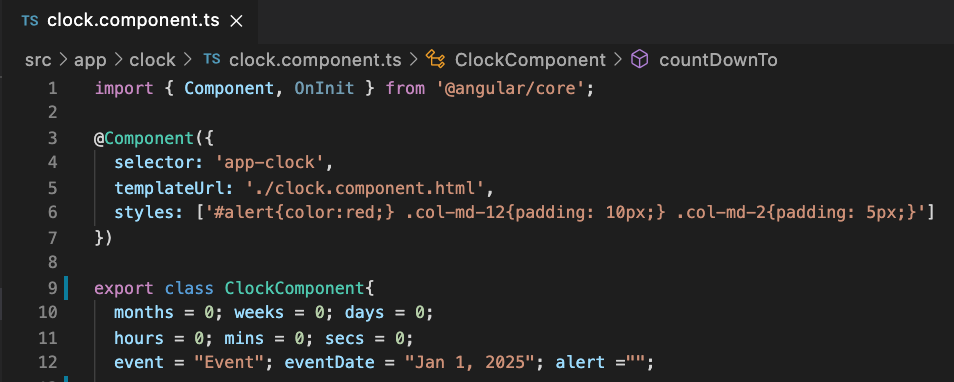 TS clock.component.ts ×
src > app > clock > TS clock.component.ts > ClockComponent > countDownTo
1 import { Component, OnInit } from '@angular/core';
2
3 @Component({
4 selector: 'app-clock',
5 templateUrl: './clock.component.html',
6 styles: ['#alert{color:red;} .col-md-12{padding: 10px;} .col-md-2{padding: 5px;}']
7 })
8
9 export class ClockComponent{
10 months = 0; weeks = 0; days = 0;
11 hours = 0; mins = 0; secs = 0;
12 event = "Event"; eventDate = "Jan 1, 2025"; alert ="";